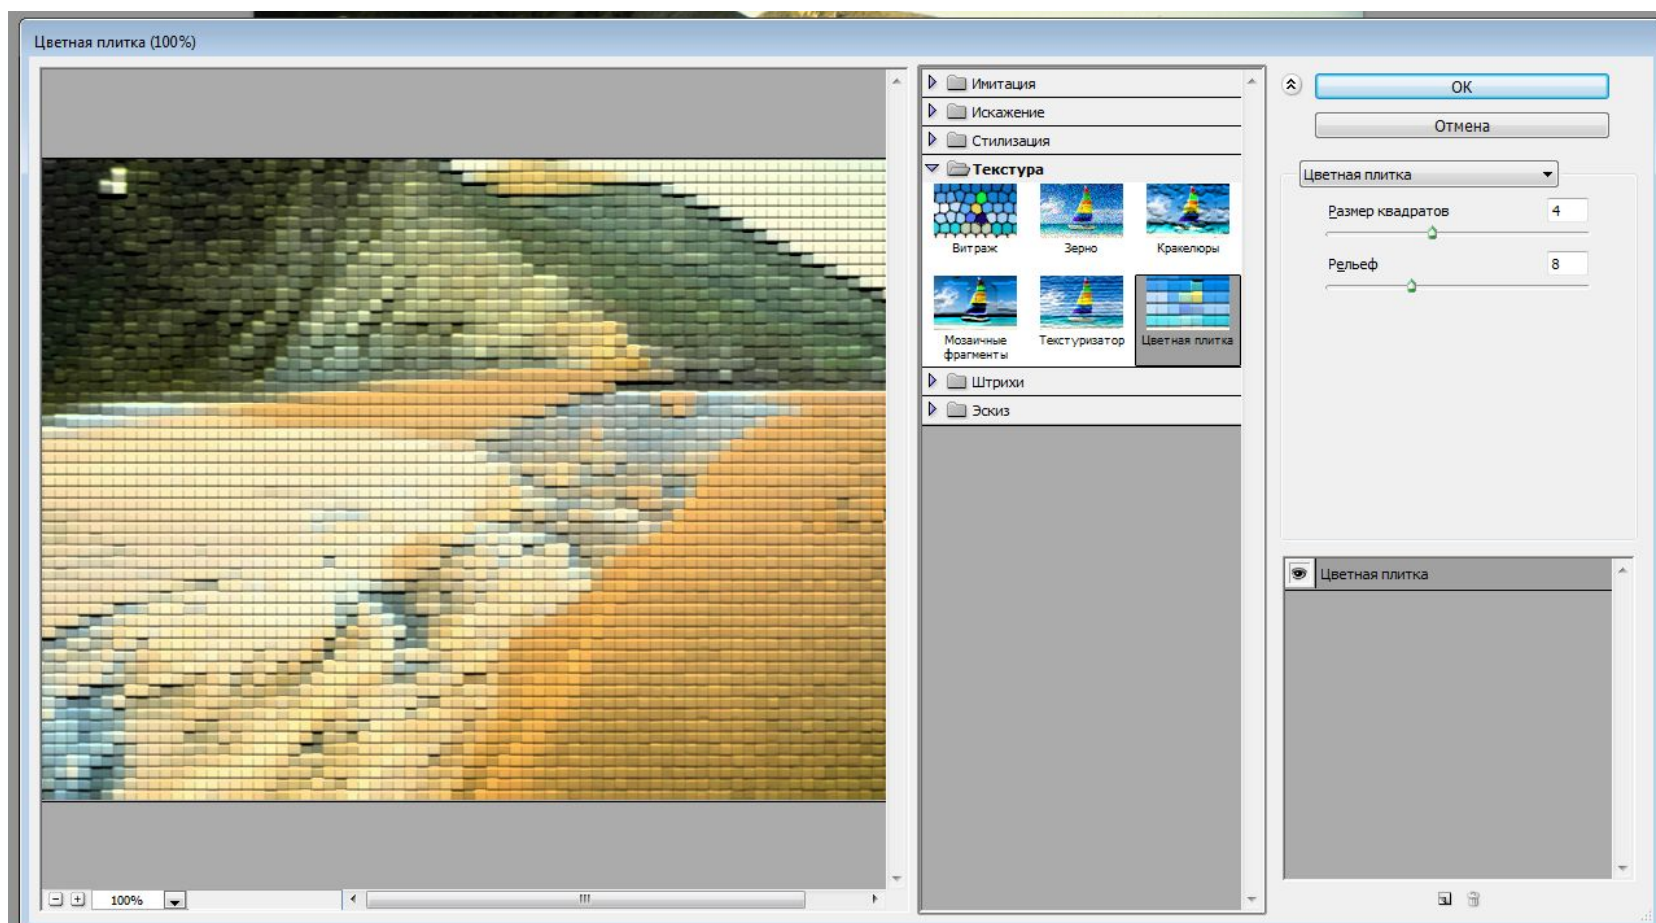 Цветная плитка (100%)
Имитация
Искажение
Стилизация
Текстура
Витраж
Зерно
Кракелюры
Мозаичные
фрагменты
Текстуризатор
Цветная плитка
Штрихи
Эскиз
100%
ОК
Отмена
Цветная плитка
Размер квадратов 4
Рельеф 8
Цветная плитка